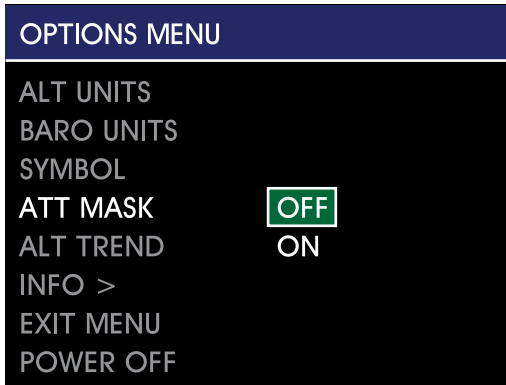 OPTIONS MENU
ALT UNITS
BARO UNITS
SYMBOL
ATT MASK OFF
ALT TREND ON
INFO >
EXIT MENU
POWER OFF